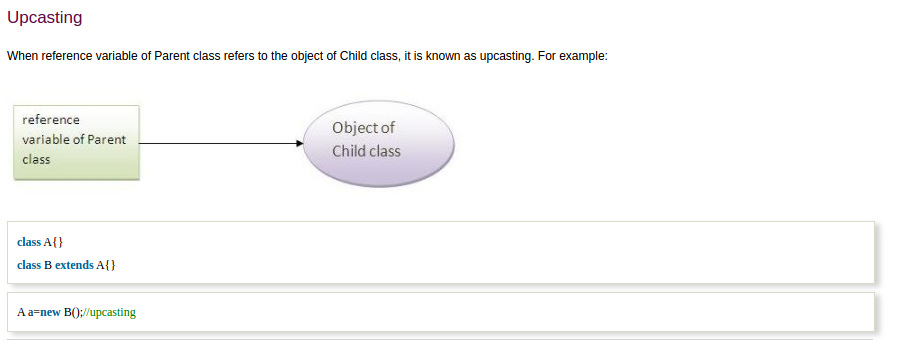 Upcasting
When reference variable of Parent class refers to the object of Child class, it is known as upcasting. For example:
reference
variable of Parent
class
Object of
Child class
class A{}
class B extends A{}
A a=new B();//upcasting